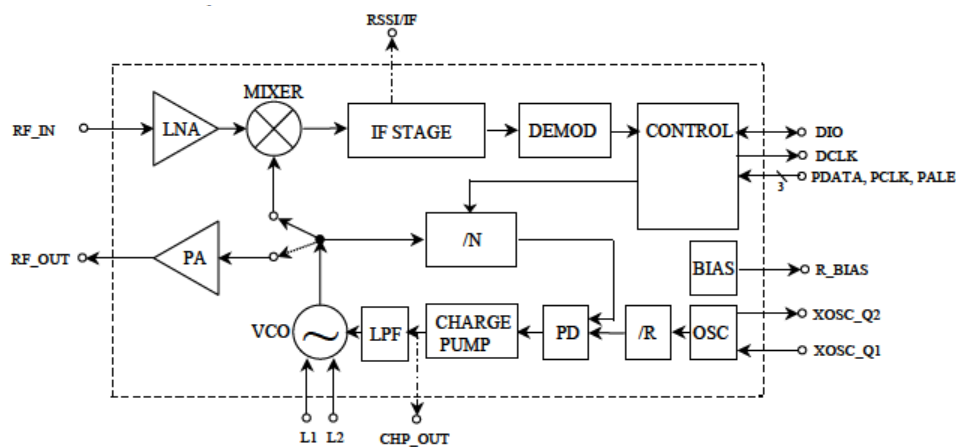 RSSI/IF
MIXER
RF_IN
LNA
IF STAGE
DEMOD
CONTROL
DIO
DCLK
PDATA, PCLK, PALE
3
RF_OUT
PA
/N
BIAS
R_BIAS
VCO
~
LPF
CHARGE
PUMP
PD
/R
OSC
XOSC_Q2
XOSC_Q1
L1
L2
CHP_OUT